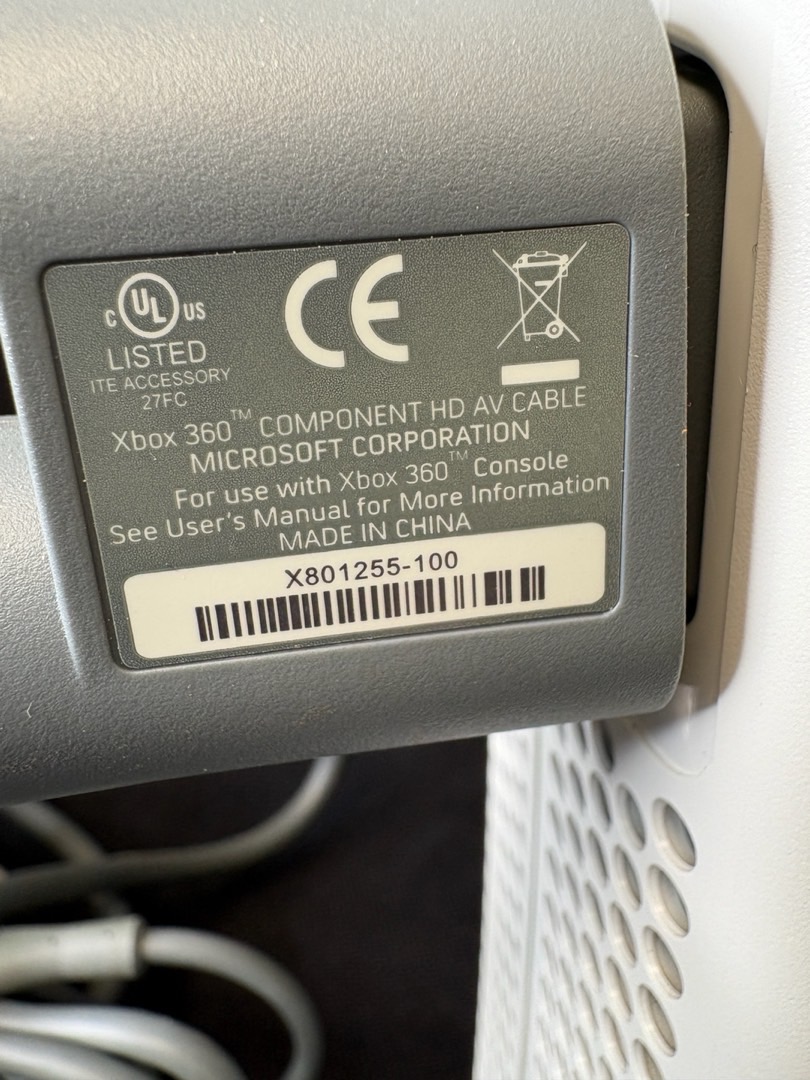 C UL US
LISTED
ITE ACCESSORY
27FC
CE
Xbox 360™ COMPONENT HD AV CABLE
MICROSOFT CORPORATION
For use with Xbox 360™ Console
See User's Manual for More Information
MADE IN CHINA
X801255-100